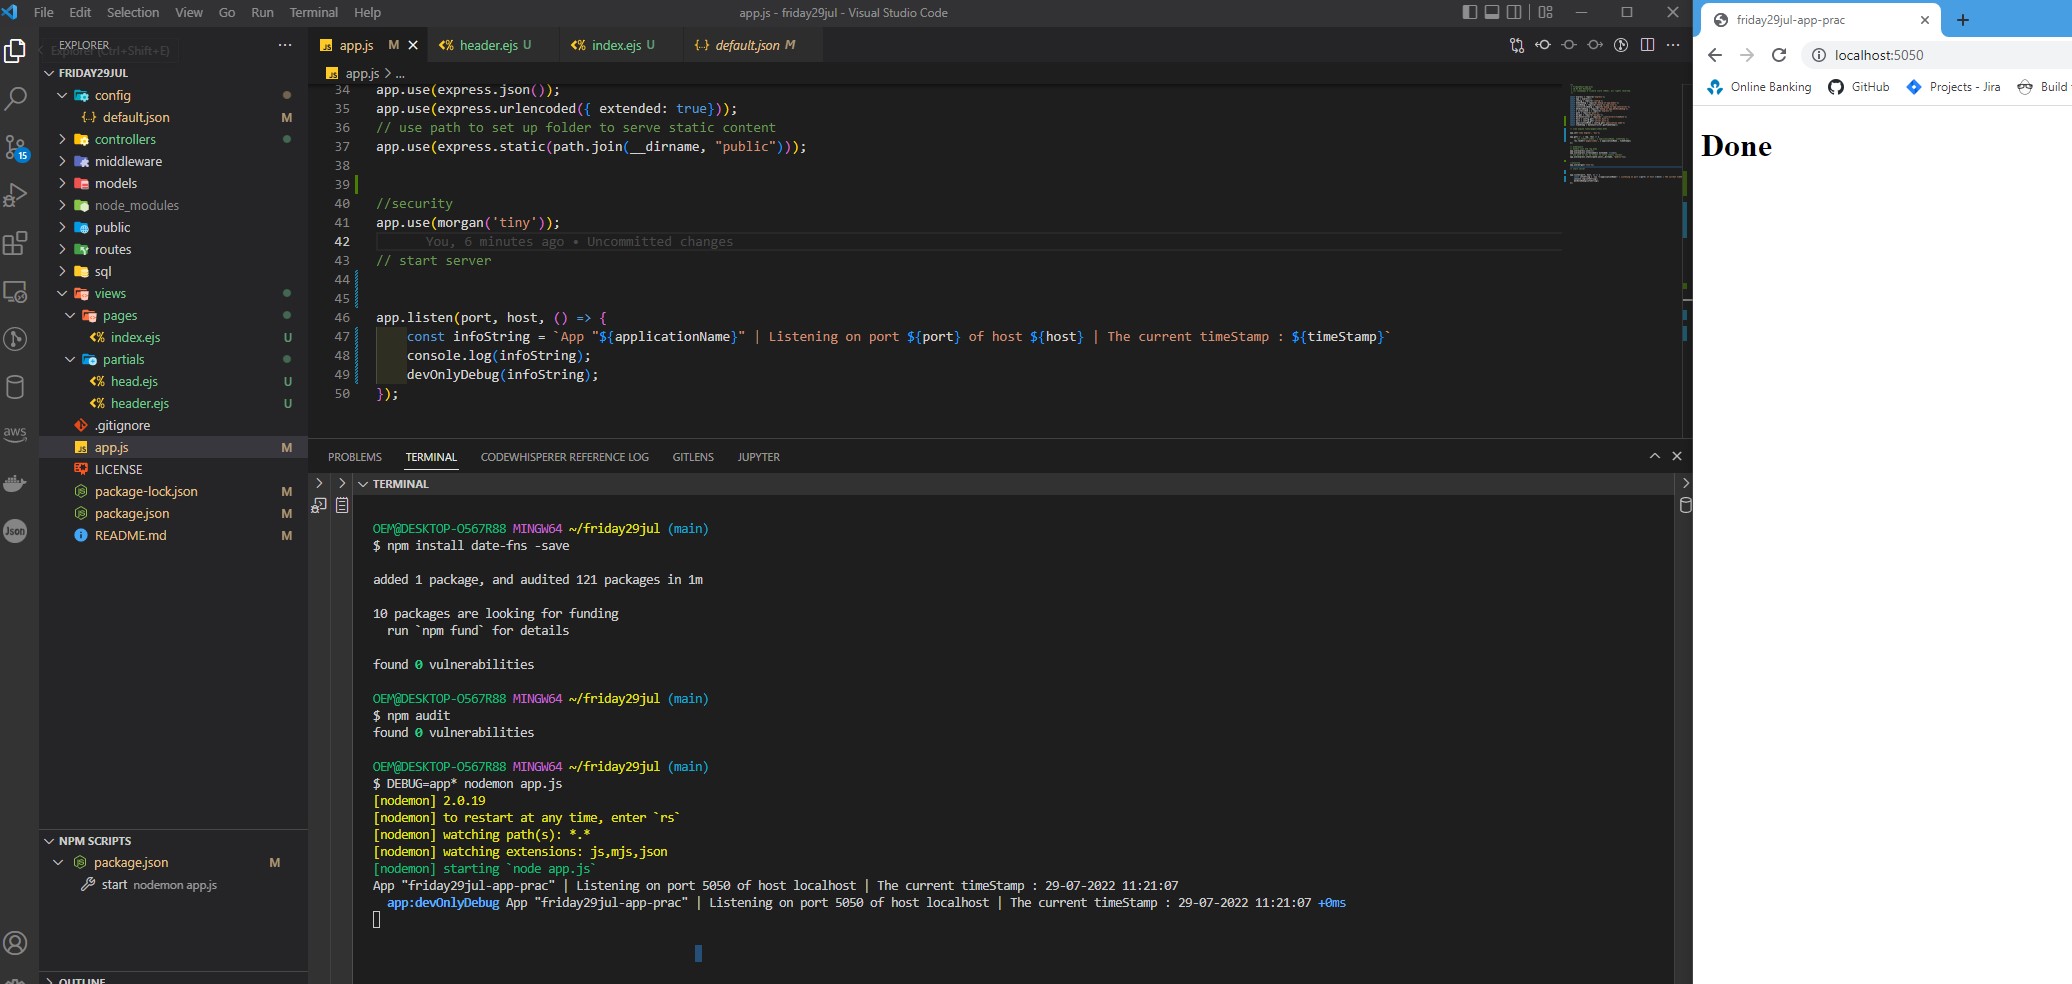 File Edit Selection View Go Run Terminal Help
app.js - friday29jul - Visual Studio Code
EXPLORER
Explorer (Ctrl+Shift+E)
FRIDAY29JUL
config
default.json M
controllers
middleware
models
node_modules
public
routes
sql
views
pages
index.ejs U
partials
head.ejs U
header.ejs U
.gitignore
app.js M
LICENSE
package-lock.json M
package.json M
README.md M
NPM SCRIPTS
package.json M
start nodemon app.js
OUTLINE
15
aws
Json
app.js M header.ejs U index.ejs U default.json M
app.js > ...
34 app.use(express.json());
35 app.use(express.urlencoded({ extended: true}));
36 // use path to set up folder to serve static content
37 app.use(express.static(path.join(__dirname, "public")));
38
39
40 //security
41 app.use(morgan('tiny'));
42 You, 6 minutes ago • Uncommitted changes
43 // start server
44
45
46 app.listen(port, host, () => {
47 const infoString = `App "${applicationName}" | Listening on port ${port} of host ${host} | The current timeStamp : ${timeStamp}`
48 console.log(infoString);
49 devOnlyDebug(infoString);
50 });
PROBLEMS TERMINAL CODEWHISPERER REFERENCE LOG GITLENS JUPYTER
TERMINAL
OEM@DESKTOP-O567R88 MINGW64 ~/friday29jul (main)
$ npm install date-fns -save
added 1 package, and audited 121 packages in 1m
10 packages are looking for funding
run `npm fund` for details
found 0 vulnerabilities
OEM@DESKTOP-O567R88 MINGW64 ~/friday29jul (main)
$ npm audit
found 0 vulnerabilities
OEM@DESKTOP-O567R88 MINGW64 ~/friday29jul (main)
$ DEBUG=app* nodemon app.js
[nodemon] 2.0.19
[nodemon] to restart at any time, enter `rs`
[nodemon] watching path(s): *.*
[nodemon] watching extensions: js,mjs,json
[nodemon] starting `node app.js`
App "friday29jul-app-prac" | Listening on port 5050 of host localhost | The current timeStamp : 29-07-2022 11:21:07
app:devOnlyDebug App "friday29jul-app-prac" | Listening on port 5050 of host localhost | The current timeStamp : 29-07-2022 11:21:07 +0ms
friday29jul-app-prac
localhost:5050
Online Banking GitHub Projects - Jira Build
Done